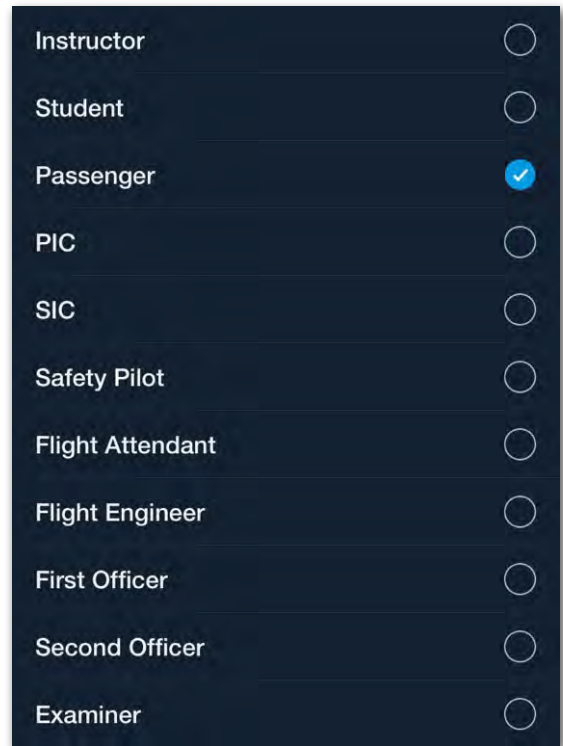 Instructor
Student
Passenger
PIC
SIC
Safety Pilot
Flight Attendant
Flight Engineer
First Officer
Second Officer
Examiner